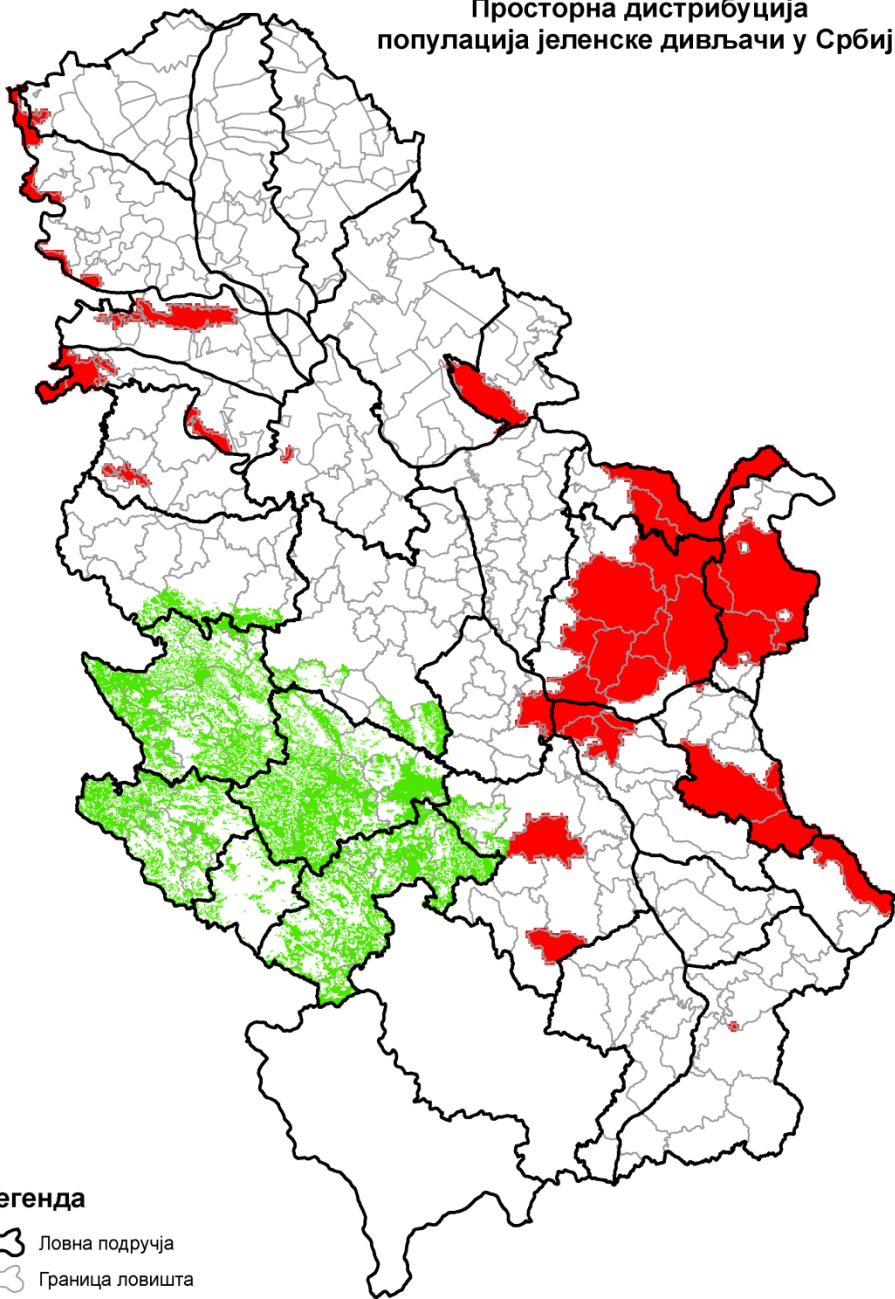 Просторна дистрибуција
популација јеленске дивљачи у Србиј
егенда
Ловна подручја
Граница ловишта